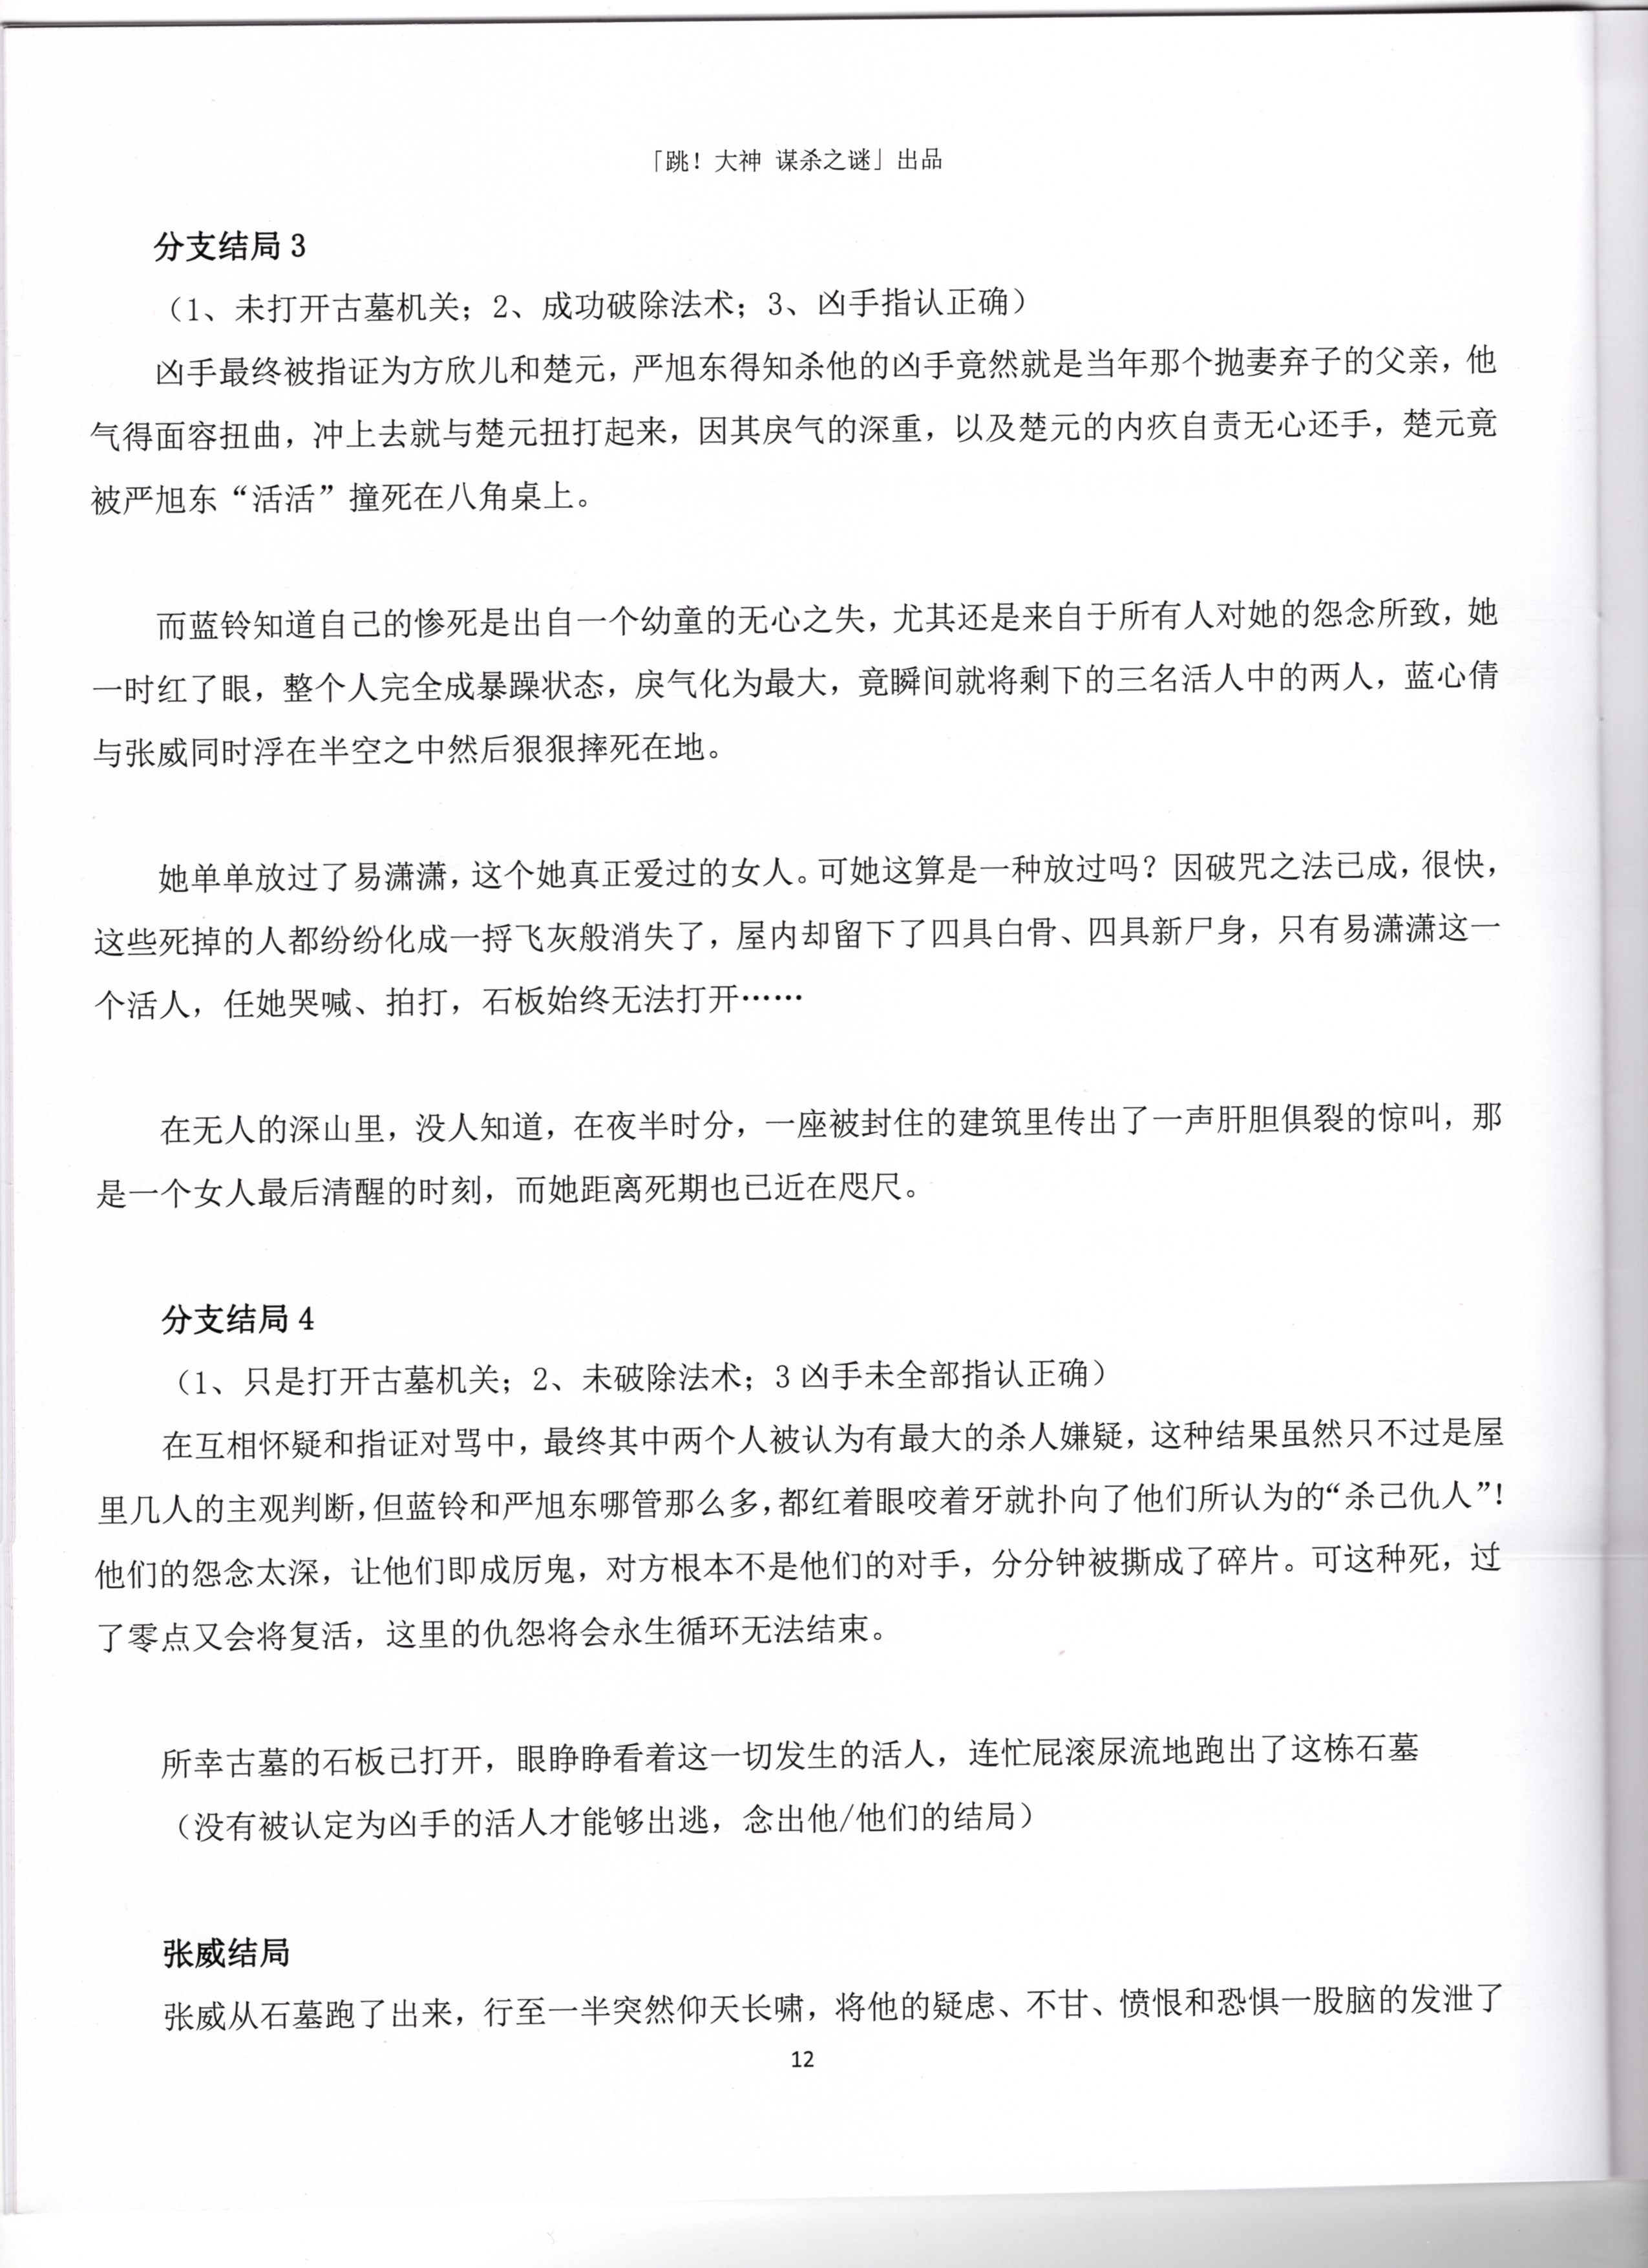 「跳！大神 谋杀之谜」出品
分支结局 3
（1、未打开古墓机关；2、成功破除法术；3、凶手指认正确）
凶手最终被指证为方欣儿和楚元，严旭东得知杀他的凶手竟然就是当年那个抛妻弃子的父亲，他
气得面容扭曲，冲上去就与楚元扭打起来，因其戾气的深重，以及楚元的内疚自责无心还手，楚元竟
被严旭东“活活”撞死在八角桌上。
而蓝铃知道自己的惨死是出自一个幼童的无心之失，尤其还是来自于所有人对她的怨念所致，她
一时红了眼，整个人完全成暴躁状态，戾气化为最大，竟瞬间就将剩下的三名活人中的两人，蓝心倩
与张威同时浮在半空之中然后狠狠摔死在地。
她单单放过了易潇潇，这个她真正爱过的女人。可她这算是一种放过吗？因破咒之法已成，很快，
这些死掉的人都纷纷化成一捋飞灰般消失了，屋内却留下了四具白骨、四具新尸身，只有易潇潇这一
个活人，任她哭喊、拍打，石板始终无法打开……
在无人的深山里，没人知道，在夜半时分，一座被封住的建筑里传出了一声肝胆俱裂的惊叫，那
是一个女人最后清醒的时刻，而她距离死期也已近在咫尺。
分支结局 4
（1、只是打开古墓机关；2、未破除法术；3 凶手未全部指认正确）
在互相怀疑和指证对骂中，最终其中两个人被认为有最大的杀人嫌疑，这种结果虽然只不过是屋
里几人的主观判断，但蓝铃和严旭东哪管那么多，都红着眼咬着牙就扑向了他们所认为的“杀己仇人”！
他们的怨念太深，让他们即成厉鬼，对方根本不是他们的对手，分分钟被撕成了碎片。可这种死，过
了零点又会将复活，这里的仇怨将会永生循环无法结束。
所幸古墓的石板已打开，眼睁睁看着这一切发生的活人，连忙屁滚尿流地跑出了这栋石墓
（没有被认定为凶手的活人才能够出逃，念出他/他们的结局）
张威结局
张威从石墓跑了出来，行至一半突然仰天长啸，将他的疑虑、不甘、愤恨和恐惧一股脑的发泄了
12